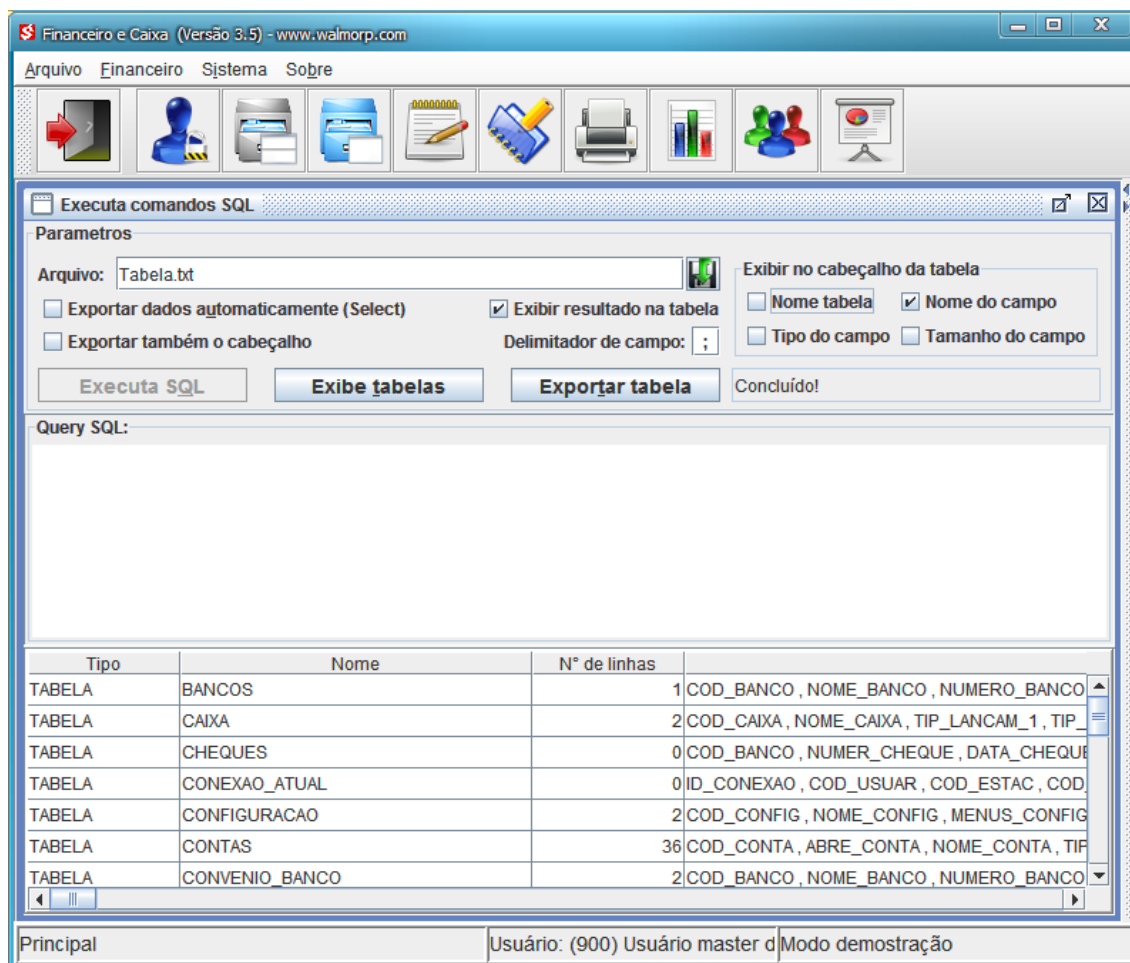 Financeiro e Caixa (Versão 3.5) - www.walmorp.com
Arquivo Financeiro Sistema Sobre
Executa comandos SQL
Parametros
Arquivo: Tabela.txt
Exibir no cabeçalho da tabela
Exportar dados automaticamente (Select) Exibir resultado na tabela
Nome tabela Nome do campo
Exportar também o cabeçalho Delimitador de campo: ;
Tipo do campo Tamanho do campo
Executa SQL Exibe tabelas Exportar tabela Concluído!
Query SQL:
Tipo Nome N° de linhas
TABELA BANCOS 1 COD_BANCO , NOME_BANCO , NUMERO_BANCO
TABELA CAIXA 2 COD_CAIXA , NOME_CAIXA , TIP_LANCAM_1 , TIP_
TABELA CHEQUES 0 COD_BANCO , NUMER_CHEQUE , DATA_CHEQUE
TABELA CONEXAO_ATUAL 0 ID_CONEXAO , COD_USUAR , COD_ESTAC , COD_
TABELA CONFIGURACAO 2 COD_CONFIG , NOME_CONFIG , MENUS_CONFIG
TABELA CONTAS 36 COD_CONTA , ABRE_CONTA , NOME_CONTA , TIP
TABELA CONVENIO_BANCO 2 COD_BANCO , NOME_BANCO , NUMERO_BANCO
Principal Usuário: (900) Usuário master d Modo demostração